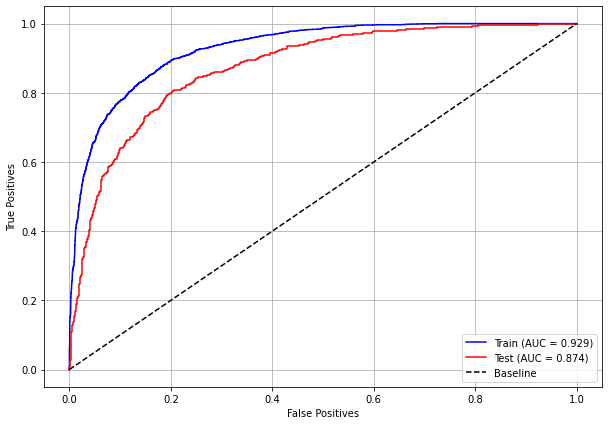 1.0
0.8
0.6
0.4
0.2
0.0
True Positives
0.0 0.2 0.4 0.6 0.8 1.0
False Positives
Train (AUC = 0.929)
Test (AUC = 0.874)
Baseline